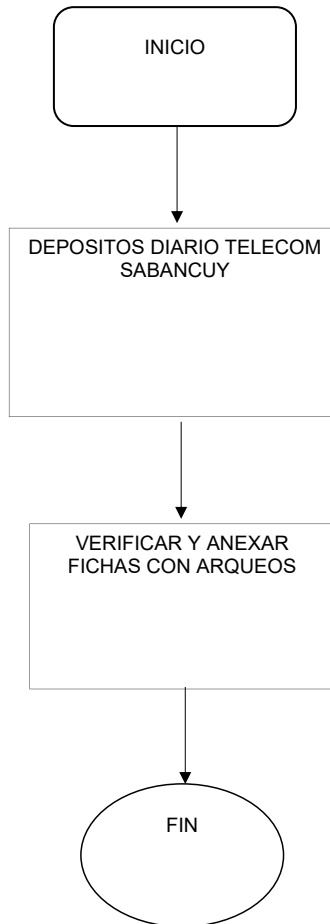 INICIO
DEPOSITOS DIARIO TELECOM
SABANCUY
VERIFICAR Y ANEXAR
FICHAS CON ARQUEOS
FIN